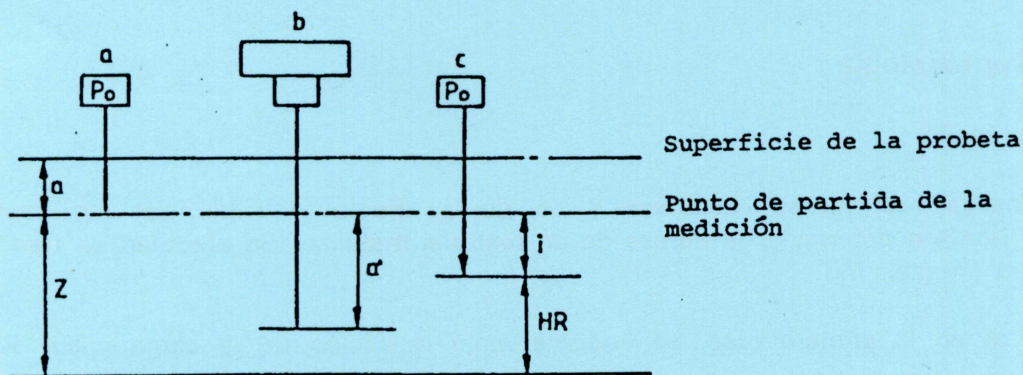 b
a
c
Po
Po
Superficie de la probeta
a
Punto de partida de la
medición
i
a'
Z
HR